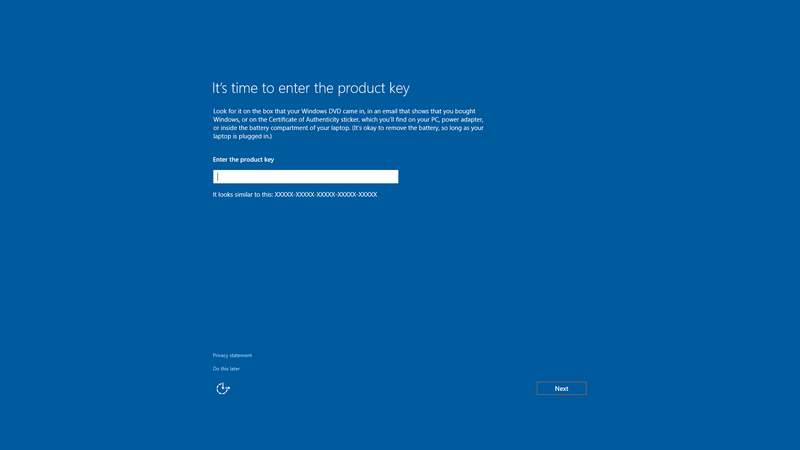 It's time to enter the product key
Look for it on the box that your Windows DVD came in, in an email that shows that you bought
Windows, or on the Certificate of Authenticity sticker, which you'll find on your PC, power adapter,
or inside the battery compartment of your laptop. (It's okay to remove the battery, so long as your
laptop is plugged in.)
Enter the product key
It looks similar to this: XXXXX-XXXXX-XXXXX-XXXXX-XXXXX
Privacy statement
Do this later
Next